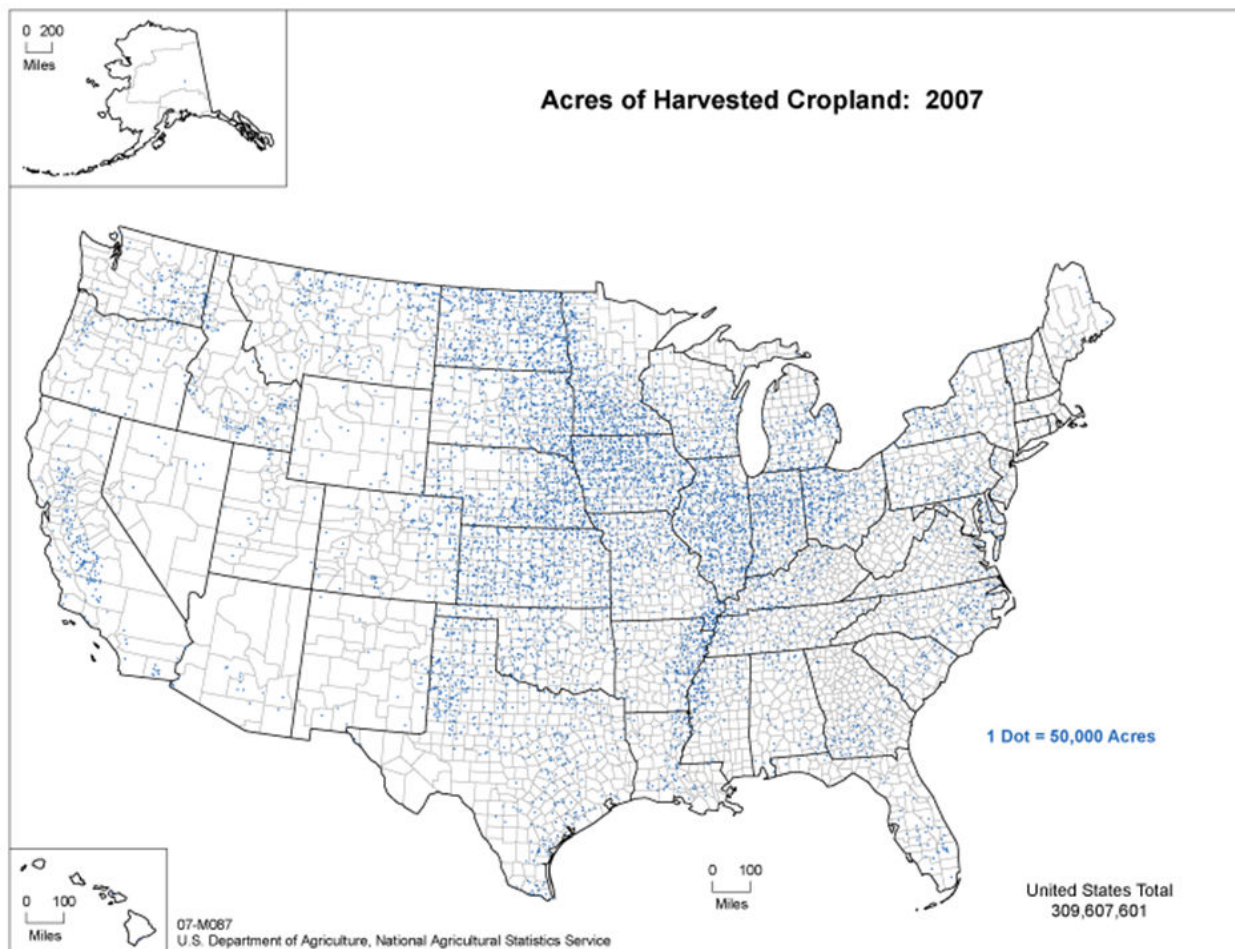 0 200
Miles
Acres of Harvested Cropland: 2007
1 Dot = 50,000 Acres
0 100
Miles
0 100
Miles
United States Total
309,607,601
07-M087
U.S. Department of Agriculture, National Agricultural Statistics Service